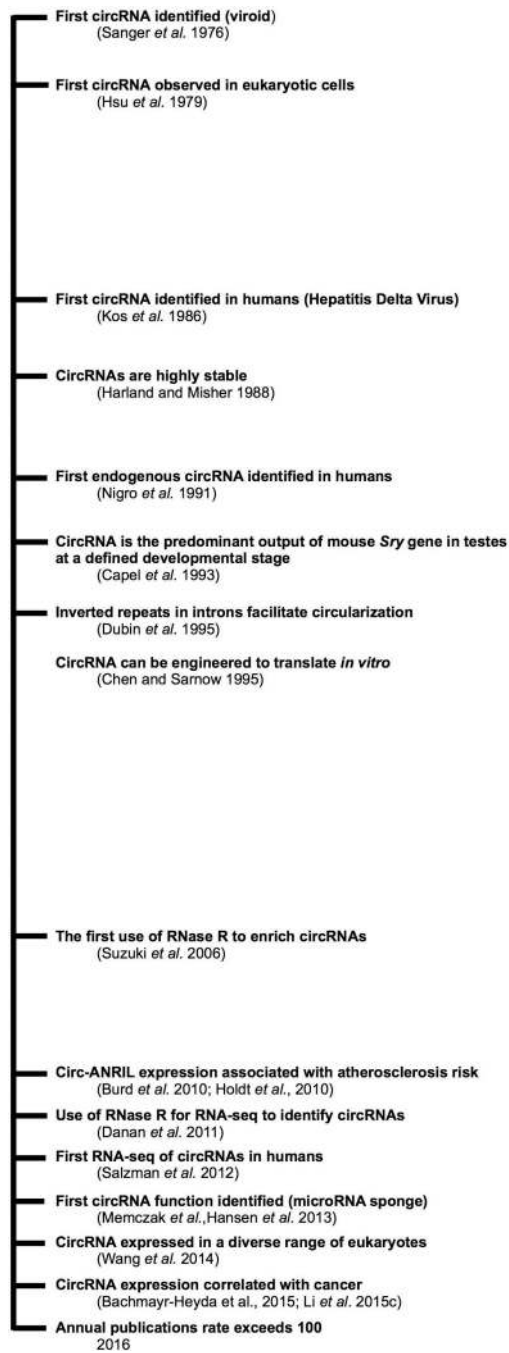 First circRNA identified (viroid)
(Sanger et al. 1976)
First circRNA observed in eukaryotic cells
(Hsu et al. 1979)
First circRNA identified in humans (Hepatitis Delta Virus)
(Kos et al. 1986)
CircRNAs are highly stable
(Harland and Misher 1988)
First endogenous circRNA identified in humans
(Nigro et al. 1991)
CircRNA is the predominant output of mouse Sry gene in testes
at a defined developmental stage
(Capel et al. 1993)
Inverted repeats in introns facilitate circularization
(Dubin et al. 1995)
CircRNA can be engineered to translate in vitro
(Chen and Sarnow 1995)
The first use of RNase R to enrich circRNAs
(Suzuki et al. 2006)
Circ-ANRIL expression associated with atherosclerosis risk
(Burd et al. 2010; Holdt et al., 2010)
Use of RNase R for RNA-seq to identify circRNAs
(Danan et al. 2011)
First RNA-seq of circRNAs in humans
(Salzman et al. 2012)
First circRNA function identified (microRNA sponge)
(Memczak et al.,Hansen et al. 2013)
CircRNA expressed in a diverse range of eukaryotes
(Wang et al. 2014)
CircRNA expression correlated with cancer
(Bachmayr-Heyda et al., 2015; Li et al. 2015c)
Annual publications rate exceeds 100
2016